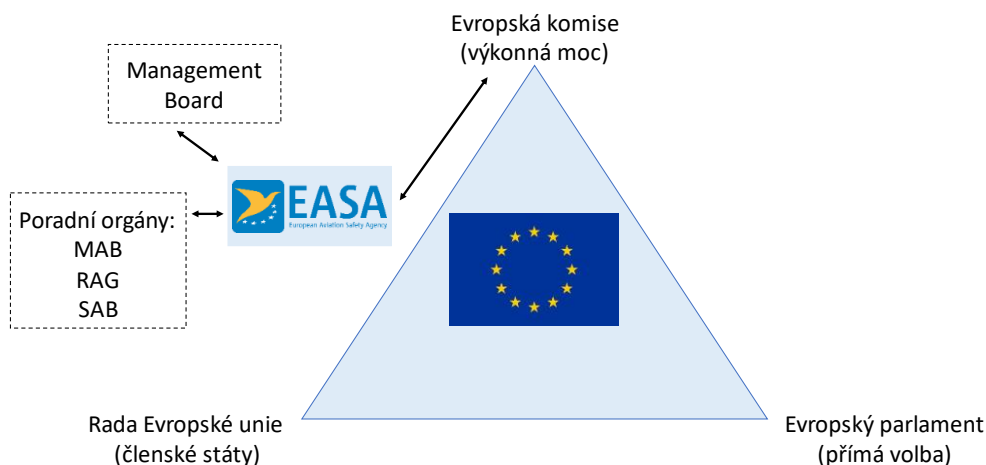 Evropská komise
(výkonná moc)
Management
Board
EASA
European Aviation Safety Agency
Poradní orgány:
MAB
RAG
SAB
Rada Evropské unie
(členské státy)
Evropský parlament
(přímá volba)